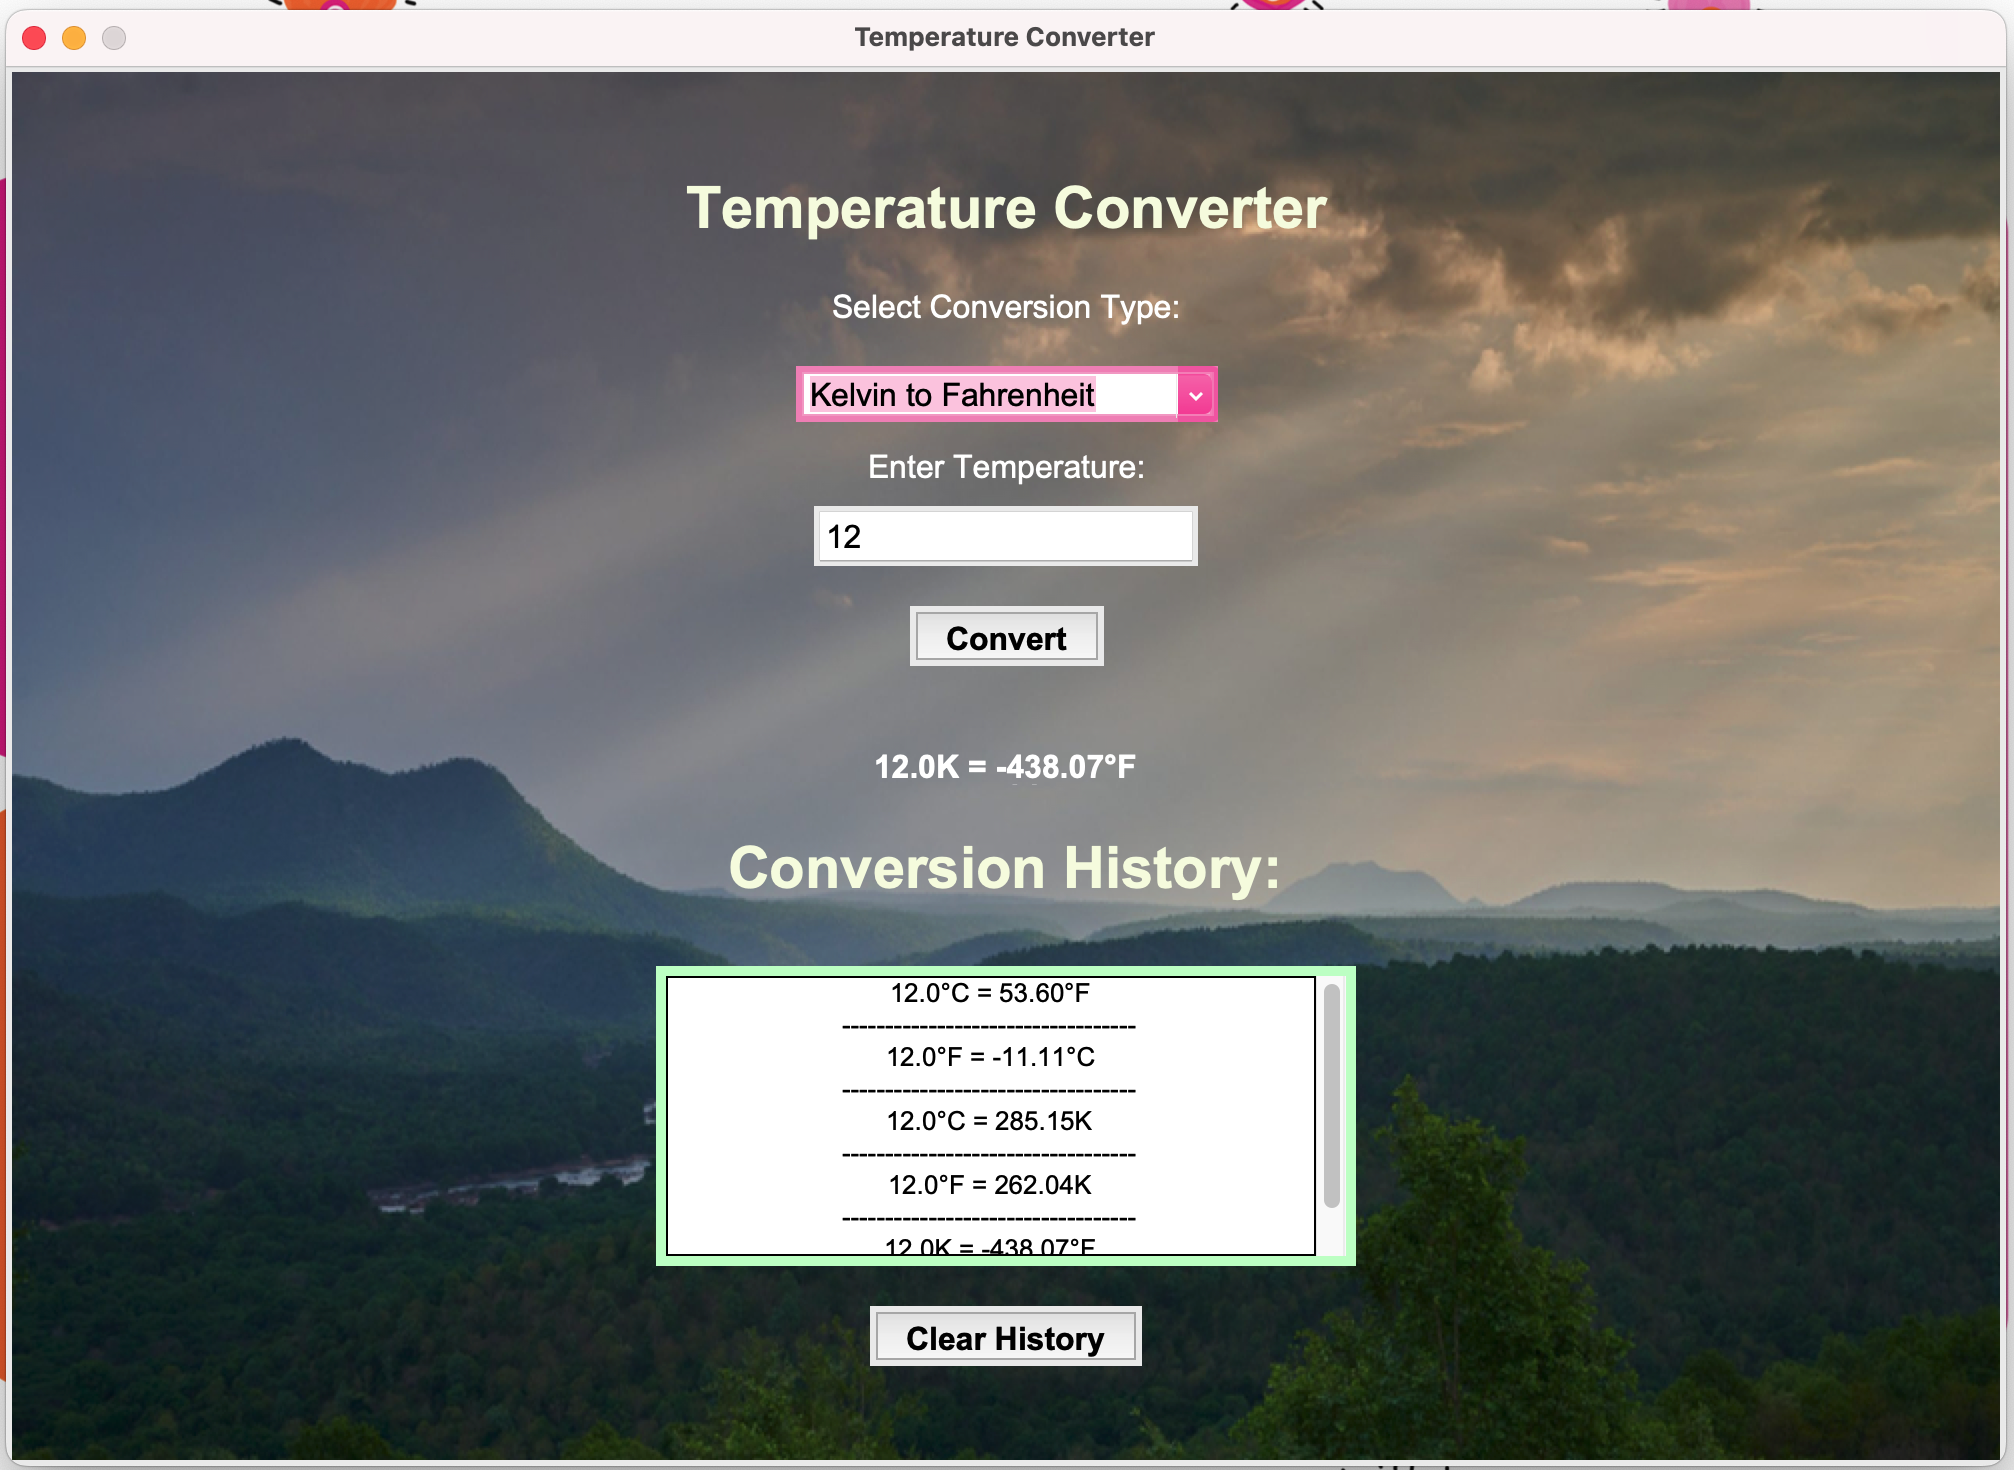 Temperature Converter
Temperature Converter
Select Conversion Type:
Kelvin to Fahrenheit
Enter Temperature:
12
Convert
12.0K = -438.07°F
Conversion History:
12.0°C = 53.60°F
----------------------------------
12.0°F = -11.11°C
----------------------------------
12.0°C = 285.15K
----------------------------------
12.0°F = 262.04K
----------------------------------
12.0K = -438.07°F
Clear History